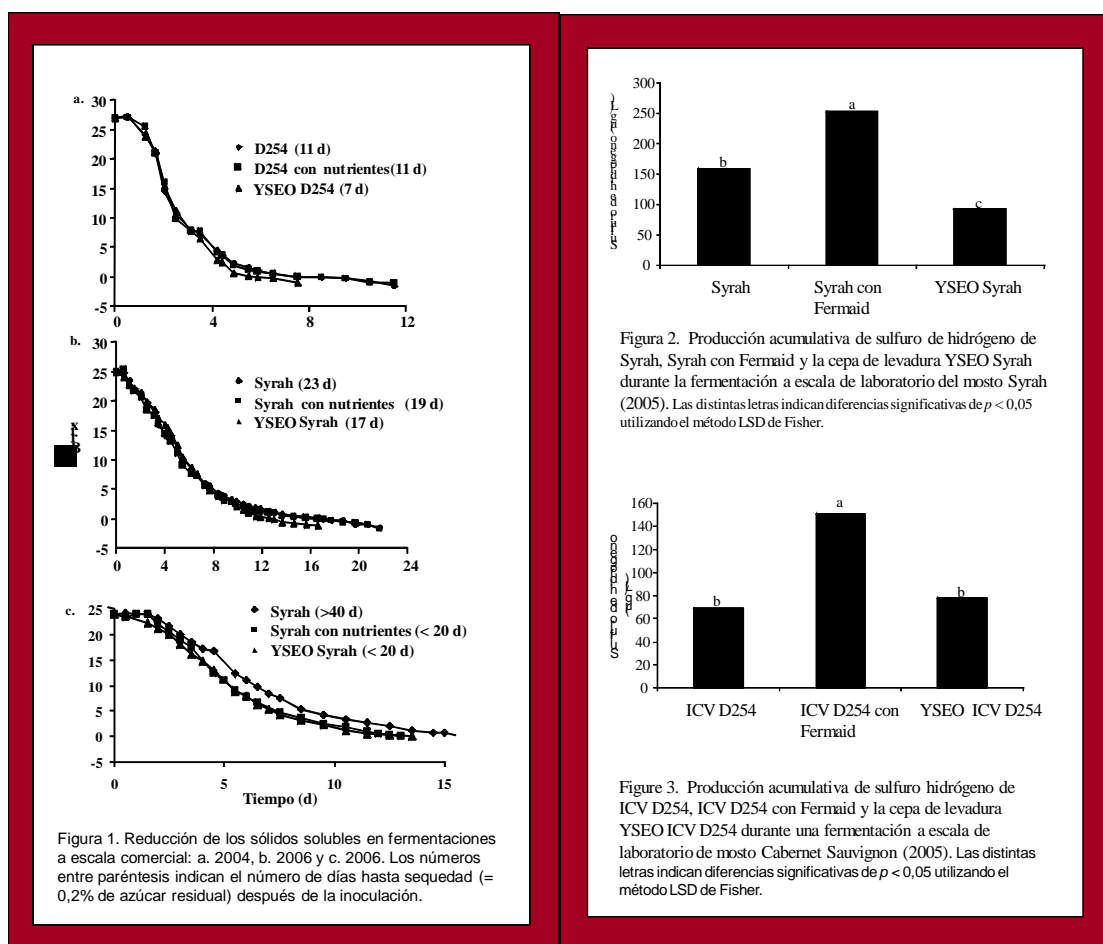 a.
30
25
20
15
10
5
0
-5
0 4 8 12
D254 (11 d)
D254 con nutrientes(11 d)
YSEO D254 (7 d)
b.
30
25
20
15
10
5
0
-5
0 4 8 12 16 20 24
Syrah (23 d)
Syrah con nutrientes (19 d)
YSEO Syrah (17 d)
c.
25
20
15
10
5
0
-5
0 5 10 15
Syrah (>40 d)
Syrah con nutrientes (< 20 d)
YSEO Syrah (< 20 d)
Tiempo (d)
Figura 1. Reducción de los sólidos solubles en fermentaciones
a escala comercial: a. 2004, b. 2006 y c. 2006. Los números
entre paréntesis indican el número de días hasta sequedad (=
0,2% de azúcar residual) después de la inoculación.
300
250
200
150
100
50
0
b
a
c
Syrah
Syrah con
Fermaid
YSEO Syrah
Figura 2. Producción acumulativa de sulfuro de hidrógeno de
Syrah, Syrah con Fermaid y la cepa de levadura YSEO Syrah
durante la fermentación a escala de laboratorio del mosto Syrah
(2005). Las distintas letras indican diferencias significativas de p < 0,05
utilizando el método LSD de Fisher.
160
140
120
100
80
60
40
20
0
b
a
b
ICV D254
ICV D254 con
Fermaid
YSEO ICV D254
Figure 3. Producción acumulativa de sulfuro hidrógeno de
ICV D254, ICV D254 con Fermaid y la cepa de levadura
YSEO ICV D254 durante una fermentación a escala de
laboratorio de mosto Cabernet Sauvignon (2005). Las distintas
letras indican diferencias significativas de p < 0,05 utilizando el
método LSD de Fisher.